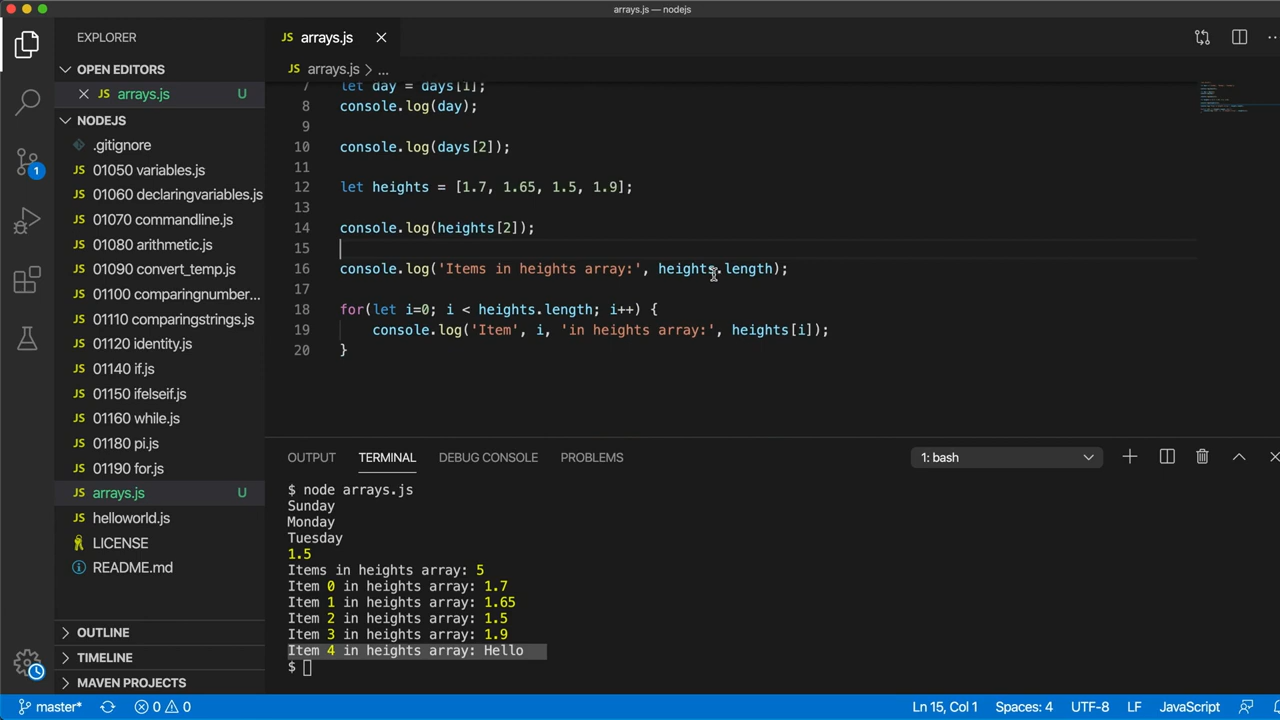 arrays.js — nodejs
EXPLORER
OPEN EDITORS
JS arrays.js U
NODEJS
.gitignore
JS 01050 variables.js
JS 01060 declaringvariables.js
JS 01070 commandline.js
JS 01080 arithmetic.js
JS 01090 convert_temp.js
JS 01100 comparingnumber...
JS 01110 comparingstrings.js
JS 01120 identity.js
JS 01140 if.js
JS 01150 ifelseif.js
JS 01160 while.js
JS 01180 pi.js
JS 01190 for.js
JS arrays.js U
JS helloworld.js
LICENSE
README.md
OUTLINE
TIMELINE
MAVEN PROJECTS
1
JS arrays.js
JS arrays.js > ...
7 let day = days[1];
8 console.log(day);
9
10 console.log(days[2]);
11
12 let heights = [1.7, 1.65, 1.5, 1.9];
13
14 console.log(heights[2]);
15
16 console.log('Items in heights array:', heights.length);
17
18 for(let i=0; i < heights.length; i++) {
19 console.log('Item', i, 'in heights array:', heights[i]);
20 }
OUTPUT TERMINAL DEBUG CONSOLE PROBLEMS 1: bash
$ node arrays.js
Sunday
Monday
Tuesday
1.5
Items in heights array: 5
Item 0 in heights array: 1.7
Item 1 in heights array: 1.65
Item 2 in heights array: 1.5
Item 3 in heights array: 1.9
Item 4 in heights array: Hello
$
master* 0 0 Ln 15, Col 1 Spaces: 4 UTF-8 LF JavaScript